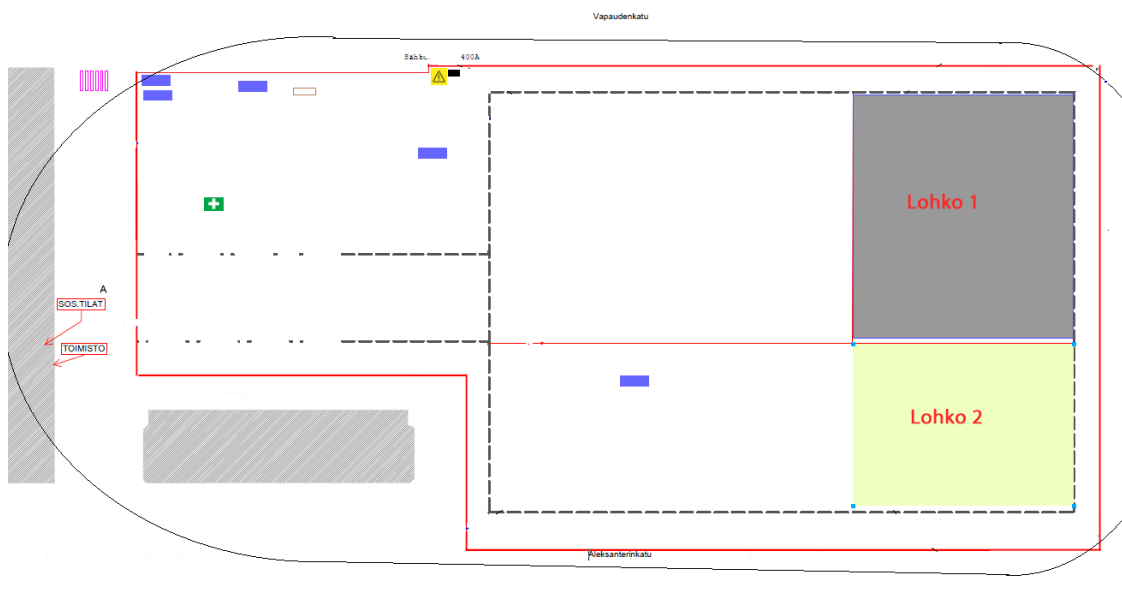 Vapaudenkatu
Sähkö. 400A
Lohko 1
A
SOS.TILAT
TOIMISTO
Lohko 2
Aleksanterinkatu